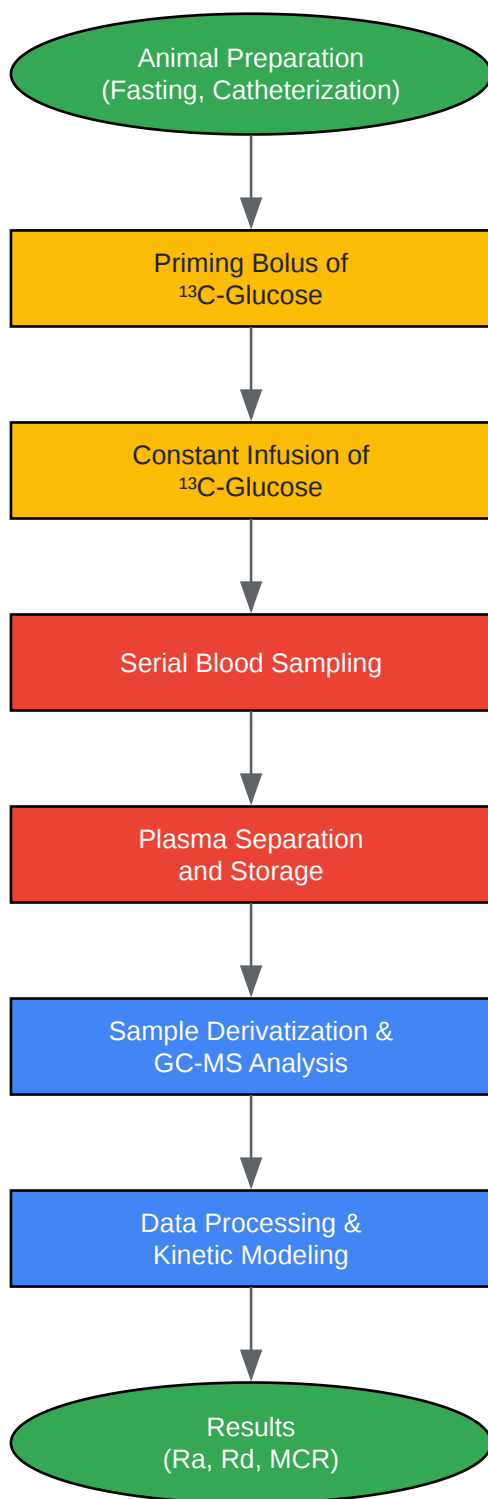 Animal Preparation
(Fasting, Catheterization)
Priming Bolus of
¹³C-Glucose
Constant Infusion of
¹³C-Glucose
Serial Blood Sampling
Plasma Separation
and Storage
Sample Derivatization &
GC-MS Analysis
Data Processing &
Kinetic Modeling
Results
(Ra, Rd, MCR)